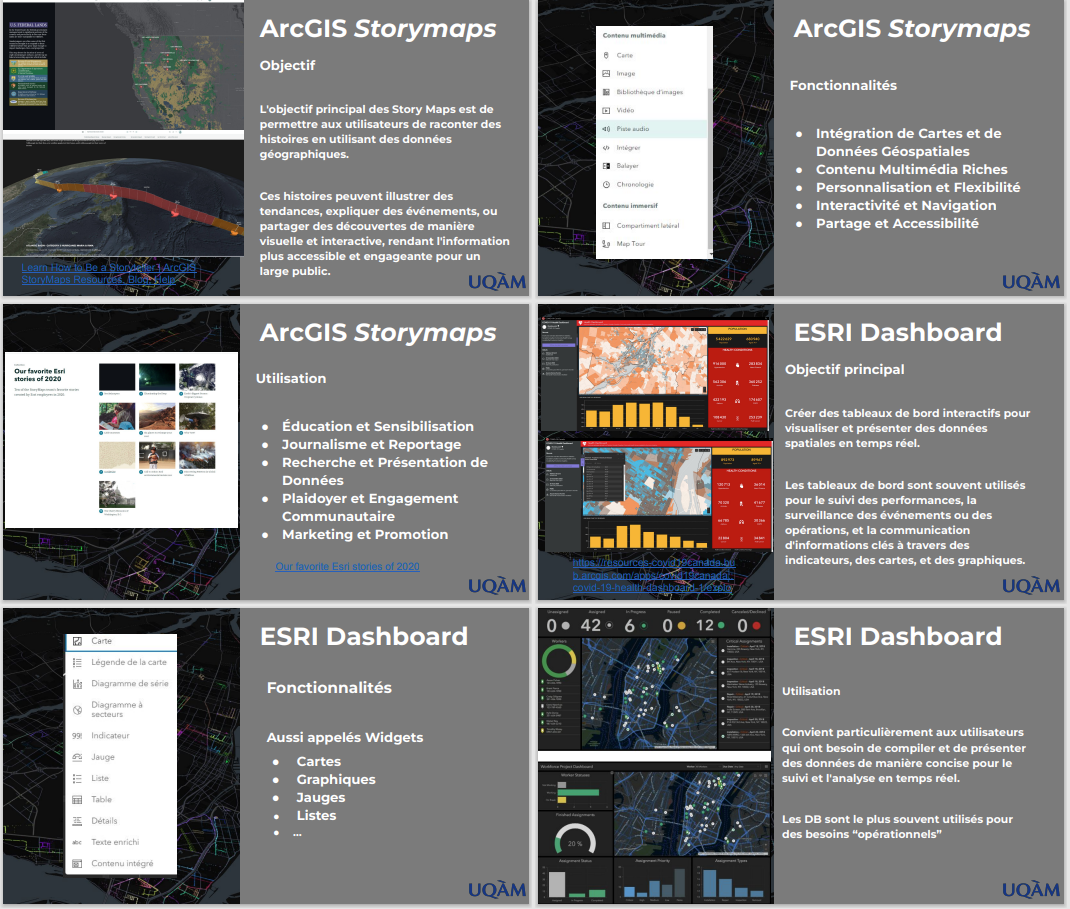 U.S. FEDERAL LANDS
Learn How to Be a Storyteller | ArcGIS
StoryMaps Resources, Blog, Help
ArcGIS Storymaps
Objectif
L'objectif principal des Story Maps est de
permettre aux utilisateurs de raconter des
histoires en utilisant des données
géographiques.
Ces histoires peuvent illustrer des
tendances, expliquer des événements, ou
partager des découvertes de manière
visuelle et interactive, rendant l'information
plus accessible et engageante pour un
large public.
UQÀM
Contenu multimédia
Carte
Image
Bibliothèque d'images
Vidéo
Piste audio
Intégrer
Balayer
Chronologie
Contenu immersif
Compartiment latéral
Map Tour
ArcGIS Storymaps
Fonctionnalités
● Intégration de Cartes et de
Données Géospatiales
● Contenu Multimédia Riches
● Personnalisation et Flexibilité
● Interactivité et Navigation
● Partage et Accessibilité
UQÀM
Our favorite Esri
stories of 2020
ArcGIS Storymaps
Utilisation
● Éducation et Sensibilisation
● Journalisme et Reportage
● Recherche et Présentation de
Données
● Plaidoyer et Engagement
Communautaire
● Marketing et Promotion
Our favorite Esri stories of 2020
UQÀM
https://resources-covid19canada.hu
b.arcgis.com/apps/covid19canada::
covid-19-health-dashboard-1/explo
ESRI Dashboard
Objectif principal
Créer des tableaux de bord interactifs pour
visualiser et présenter des données
spatiales en temps réel.
Les tableaux de bord sont souvent utilisés
pour le suivi des performances, la
surveillance des événements ou des
opérations, et la communication
d'informations clés à travers des
indicateurs, des cartes, et des graphiques.
UQÀM
Carte
Légende de la carte
Diagramme de série
Diagramme à
secteurs
99! Indicateur
Jauge
Liste
Table
Détails
abc Texte enrichi
Contenu intégré
ESRI Dashboard
Fonctionnalités
Aussi appelés Widgets
● Cartes
● Graphiques
● Jauges
● Listes
● ...
UQÀM
Unassigned Assigned In Progress Paused Completed Canceled/Declined
0 42 6 0 12 0
Workers
Critical Assignments
Workforce Project Dashboard
Worker Statuses
Finished Assignments
20 %
Assignment Status
Assignment Priority
Assignment Types
ESRI Dashboard
Utilisation
Convient particulièrement aux utilisateurs
qui ont besoin de compiler et de présenter
des données de manière concise pour le
suivi et l'analyse en temps réel.
Les DB sont le plus souvent utilisés pour
des besoins “opérationnels”
UQÀM